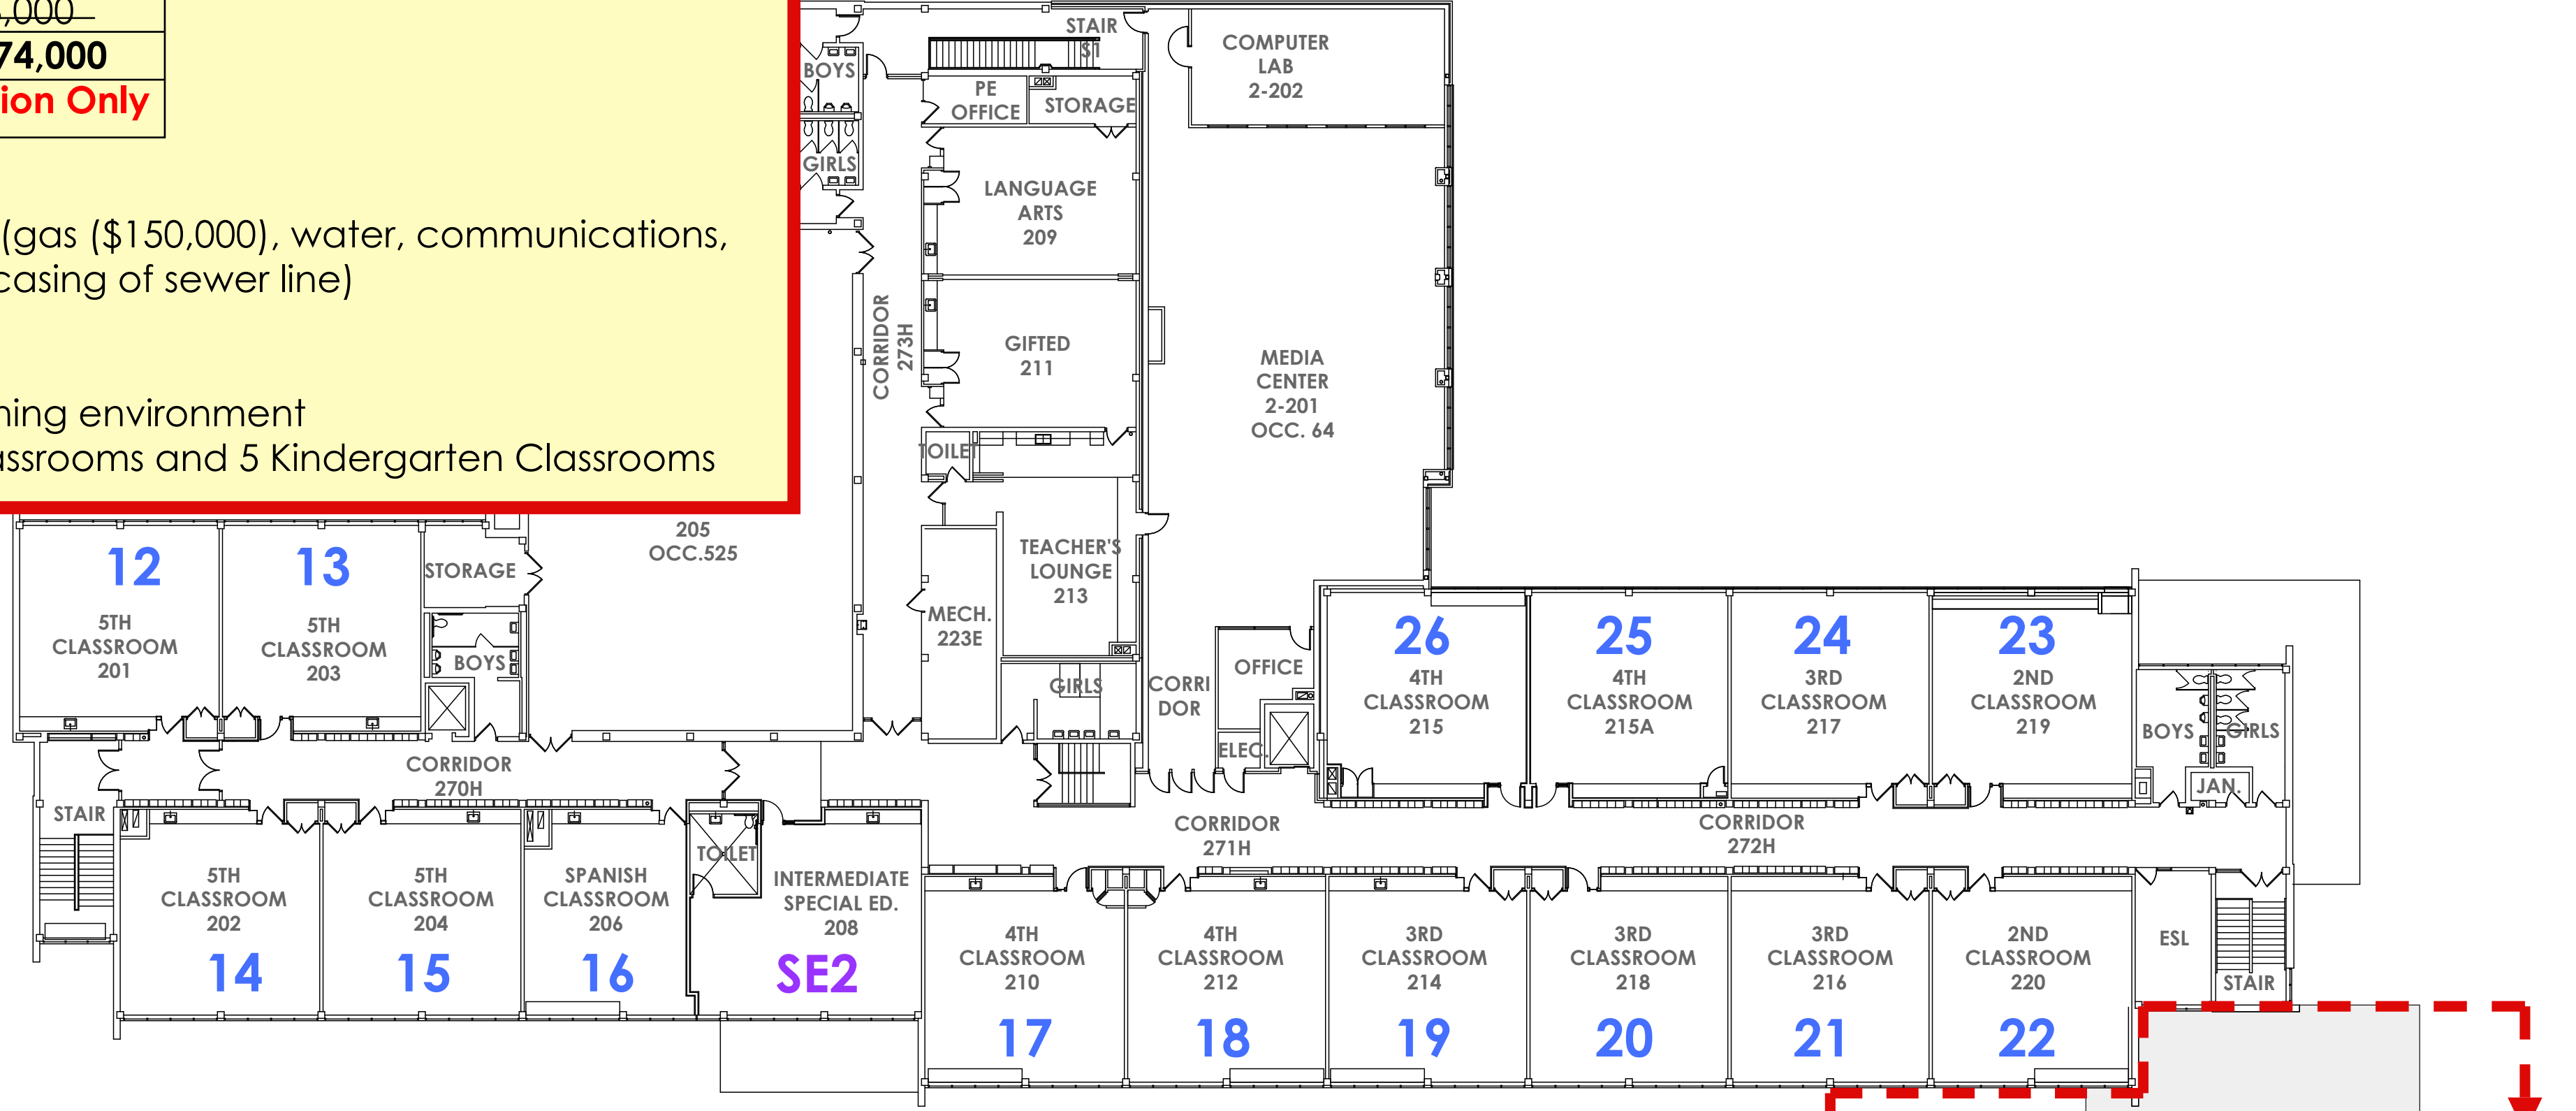 74,000
ion Only
(gas ($150,000), water, communications,
casing of sewer line)
ning environment
assrooms and 5 Kindergarten Classrooms
BOYS
GIRLS
STAIR
S1
PE
OFFICE
STORAGE
COMPUTER
LAB
2-202
LANGUAGE
ARTS
209
CORRIDOR
273H
GIFTED
211
MEDIA
CENTER
2-201
OCC. 64
TOILET
TEACHER'S
LOUNGE
213
MECH.
223E
GIRLS
205
OCC.525
12
5TH
CLASSROOM
201
13
5TH
CLASSROOM
203
STORAGE
BOYS
CORRI
DOR
OFFICE
ELEC.
26
4TH
CLASSROOM
215
25
4TH
CLASSROOM
215A
24
3RD
CLASSROOM
217
23
2ND
CLASSROOM
219
BOYS
GIRLS
JAN.
CORRIDOR
270H
CORRIDOR
271H
CORRIDOR
272H
STAIR
5TH
CLASSROOM
202
14
5TH
CLASSROOM
204
15
SPANISH
CLASSROOM
206
16
TOILET
INTERMEDIATE
SPECIAL ED.
208
SE2
4TH
CLASSROOM
210
17
4TH
CLASSROOM
212
18
3RD
CLASSROOM
214
19
3RD
CLASSROOM
218
20
3RD
CLASSROOM
216
21
2ND
CLASSROOM
220
22
ESL
STAIR